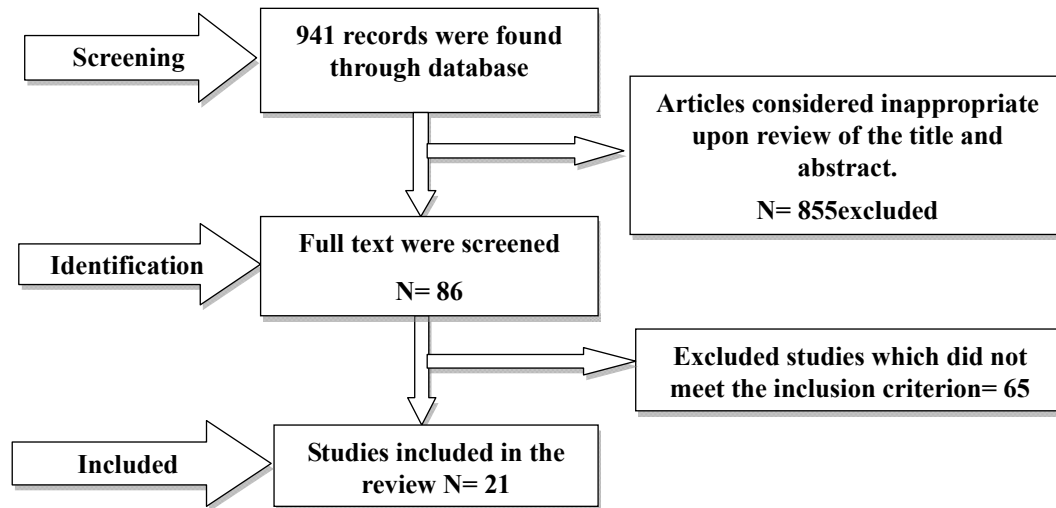 Screening
941 records were found
through database
Articles considered inappropriate
upon review of the title and
abstract.
N= 855excluded
Identification
Full text were screened
N= 86
Excluded studies which did not
meet the inclusion criterion= 65
Included
Studies included in the
review N= 21